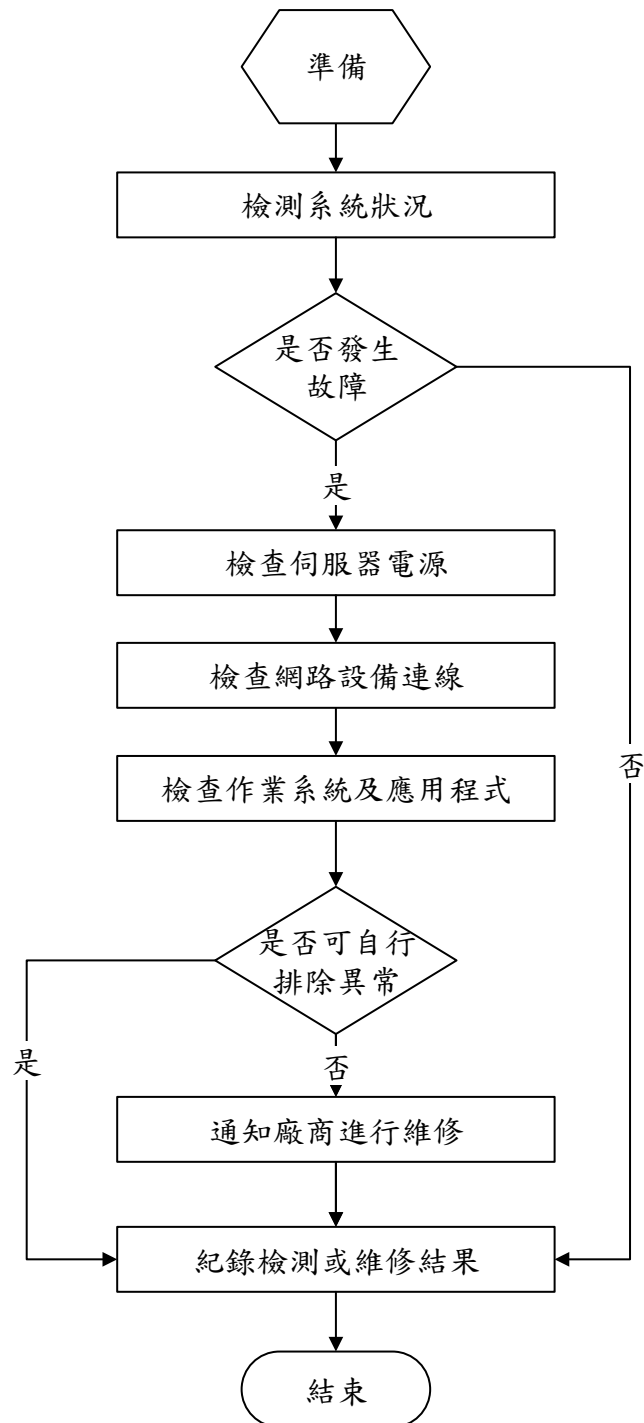 準備
檢測系統狀況
是否發生
故障
是
檢查伺服器電源
檢查網路設備連線
否
檢查作業系統及應用程式
是否可自行
排除異常
是
否
通知廠商進行維修
紀錄檢測或維修結果
結束